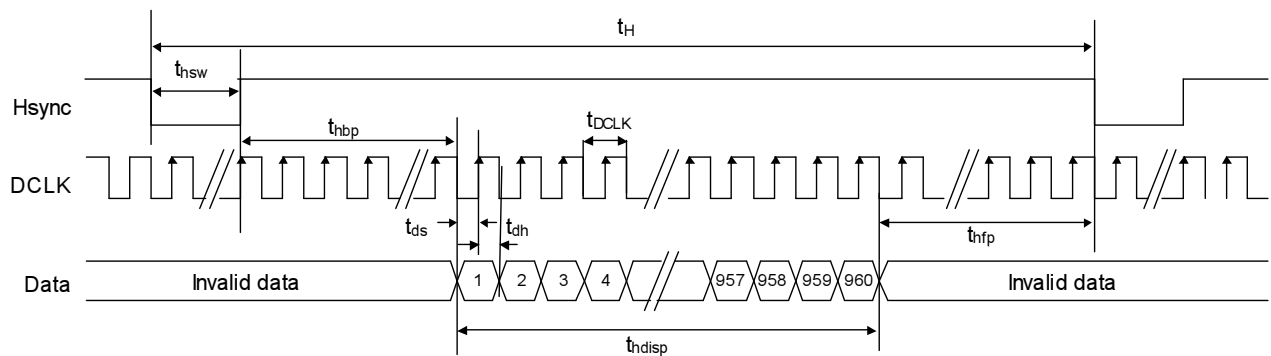 tH
thsw
Hsync
thbp
tDCLK
DCLK
tds
tdh
thfp
Data
Invalid data
1
2
3
4
957
958
959
960
Invalid data
thdisp